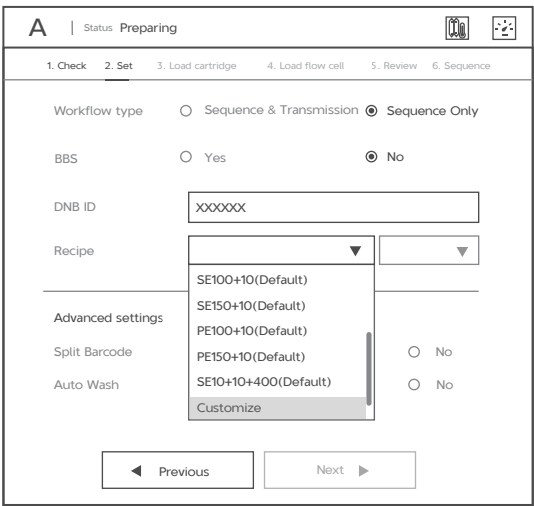 A | Status Preparing
1. Check 2. Set 3. Load cartridge 4. Load flow cell 5. Review 6. Sequence
Workflow type Sequence & Transmission Sequence Only
BBS Yes No
DNB ID XXXXXX
Recipe
SE100+10(Default)
SE150+10(Default)
Advanced settings PE100+10(Default)
Split Barcode PE150+10(Default) No
Auto Wash SE10+10+400(Default) No
Customize
Previous Next